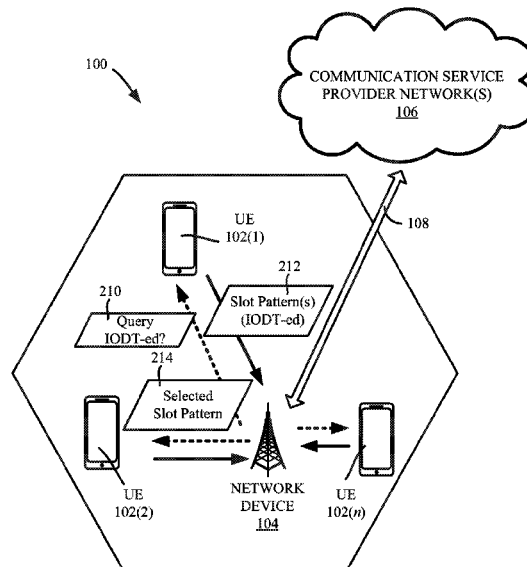 100
COMMUNICATION SERVICE
PROVIDER NETWORK(S)
106
108
UE
102(1)
212
Slot Pattern(s)
(IODT-ed)
210
Query
IODT-ed?
214
Selected
Slot Pattern
UE
102(2)
NETWORK
DEVICE
104
UE
102(n)